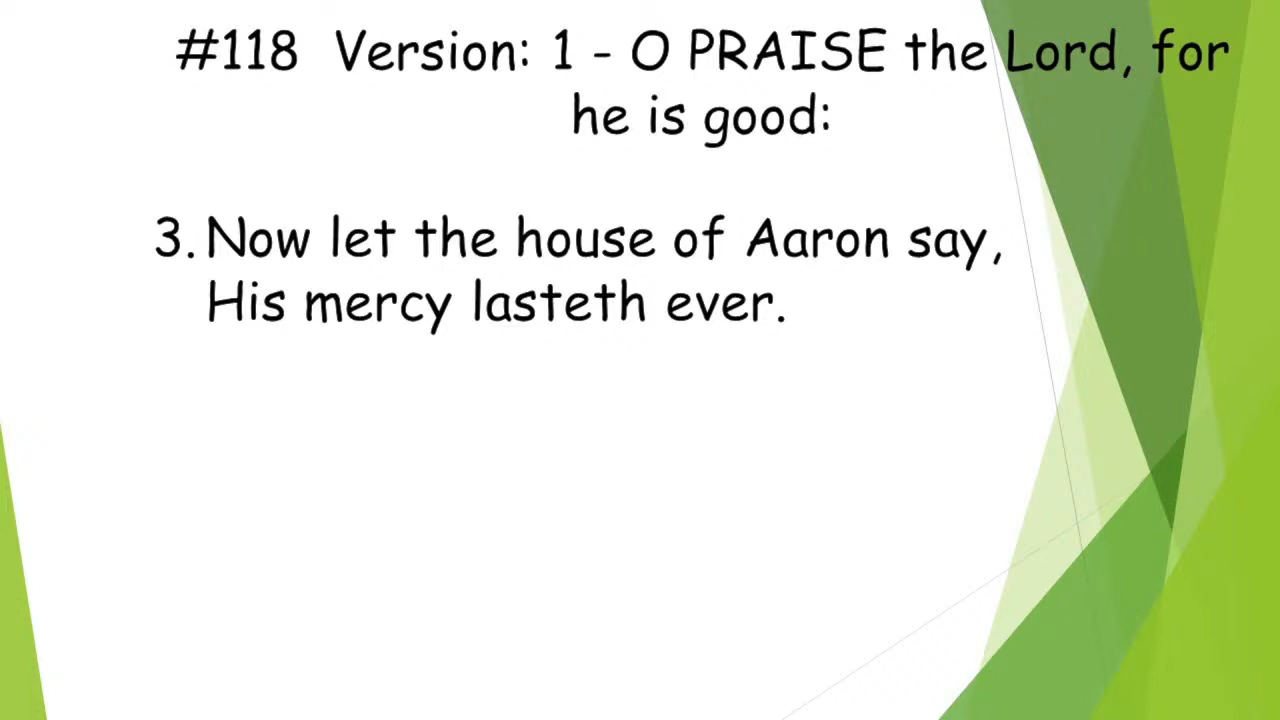 #118 Version: 1 - O PRAISE the Lord, for
he is good:
3. Now let the house of Aaron say,
His mercy lasteth ever.